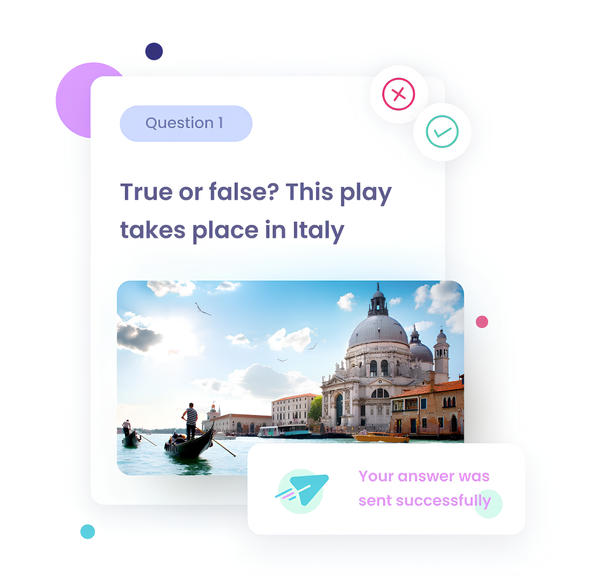 Question 1
True or false? This play
takes place in Italy
Your answer was
sent successfully